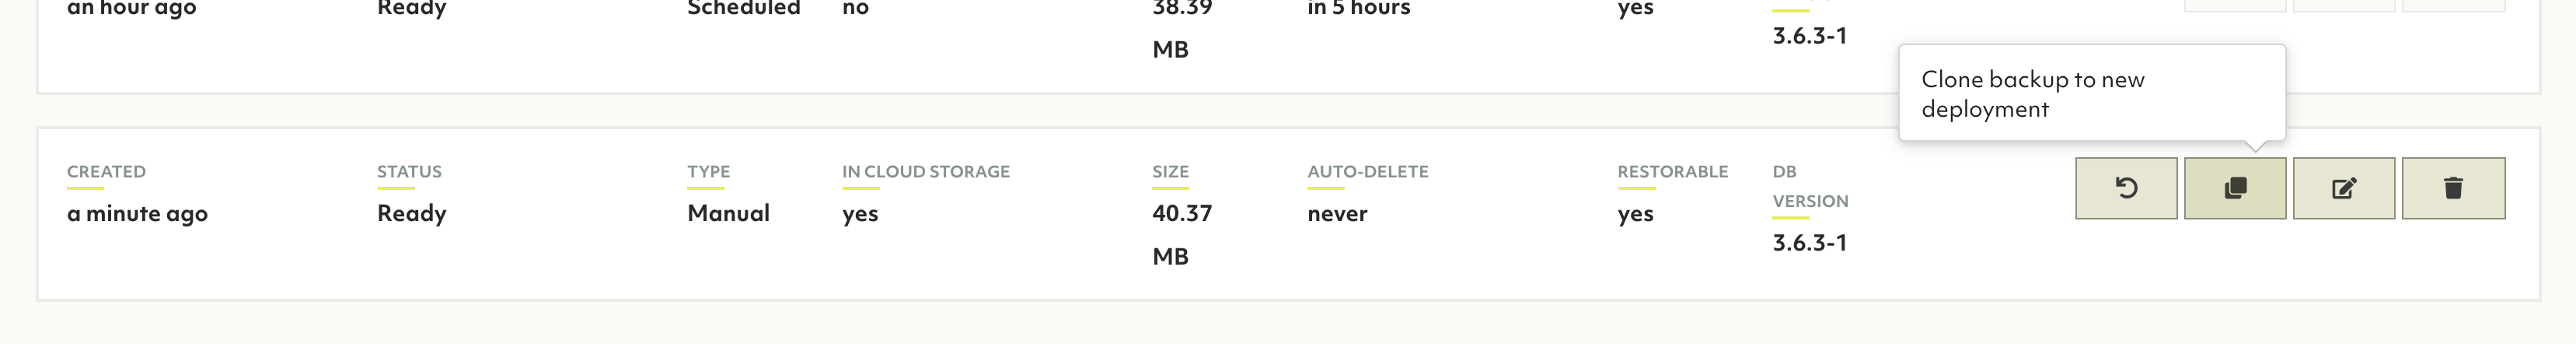 an hour ago Ready Scheduled no 38.39 in 5 hours yes
MB
3.6.3-1
Clone backup to new
deployment
CREATED STATUS TYPE IN CLOUD STORAGE SIZE AUTO-DELETE RESTORABLE DB
VERSION
a minute ago Ready Manual yes 40.37 never yes
MB
3.6.3-1